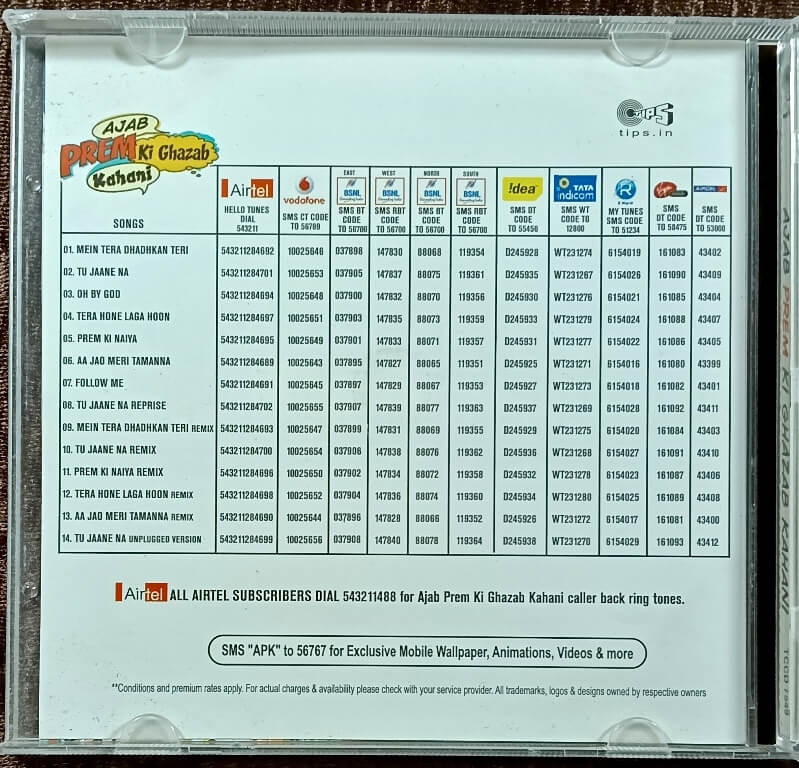 TIPS
tips.in
AJAB
PREM Ki Ghazab
Kahani
EAST WEST NORTH SOUTH
Airtel vodafone BSNL BSNL BSNL BSNL !dea TATA indicom Virgin AIRCEL
SONGS HELLO TUNES DIAL 543211 SMS CT CODE TO 56789 SMS BT CODE TO 56700 SMS RBT CODE TO 56700 SMS BT CODE TO 56700 SMS RBT CODE TO 56700 SMS DT CODE TO 55456 SMS WT CODE TO 12800 MY TUNES SMS CODE TO 51234 SMS DT CODE TO 58475 SMS DT CODE TO 53000
01. MEIN TERA DHADHKAN TERI 543211284692 10025646 037898 147830 88068 119354 D245928 WT231274 6154019 161083 43402
02. TU JAANE NA 543211284701 10025653 037905 147837 88075 119361 D245935 WT231267 6154026 161090 43409
03. OH BY GOD 543211284694 10025648 037900 147832 88070 119356 D245930 WT231276 6154021 161085 43404
04. TERA HONE LAGA HOON 543211284697 10025651 037903 147835 88073 119359 D245933 WT231279 6154024 161088 43407
05. PREM KI NAIYA 543211284695 10025649 037901 147833 88071 119357 D245931 WT231277 6154022 161086 43405
06. AA JAO MERI TAMANNA 543211284689 10025643 037895 147827 88065 119351 D245925 WT231271 6154016 161080 43399
07. FOLLOW ME 543211284691 10025645 037897 147829 88067 119353 D245927 WT231273 6154018 161082 43401
08. TU JAANE NA REPRISE 543211284702 10025655 037907 147839 88077 119363 D245937 WT231269 6154028 161092 43411
09. MEIN TERA DHADHKAN TERI REMIX 543211284693 10025647 037899 147831 88069 119355 D245929 WT231275 6154020 161084 43403
10. TU JAANE NA REMIX 543211284700 10025654 037906 147838 88076 119362 D245936 WT231268 6154027 161091 43410
11. PREM KI NAIYA REMIX 543211284696 10025650 037902 147834 88072 119358 D245932 WT231278 6154023 161087 43406
12. TERA HONE LAGA HOON REMIX 543211284698 10025652 037904 147836 88074 119360 D245934 WT231280 6154025 161089 43408
13. AA JAO MERI TAMANNA REMIX 543211284690 10025644 037896 147828 88066 119352 D245926 WT231272 6154017 161081 43400
14. TU JAANE NA UNPLUGGED VERSION 543211284699 10025656 037908 147840 88078 119364 D245938 WT231270 6154029 161093 43412
Airtel ALL AIRTEL SUBSCRIBERS DIAL 543211488 for Ajab Prem Ki Ghazab Kahani caller back ring tones.
SMS "APK" to 56767 for Exclusive Mobile Wallpaper, Animations, Videos & more
**Conditions and premium rates apply. For actual charges & availability please check with your service provider. All trademarks, logos & designs owned by respective owners
AJAB PREM KI GHAZAB KAHANI